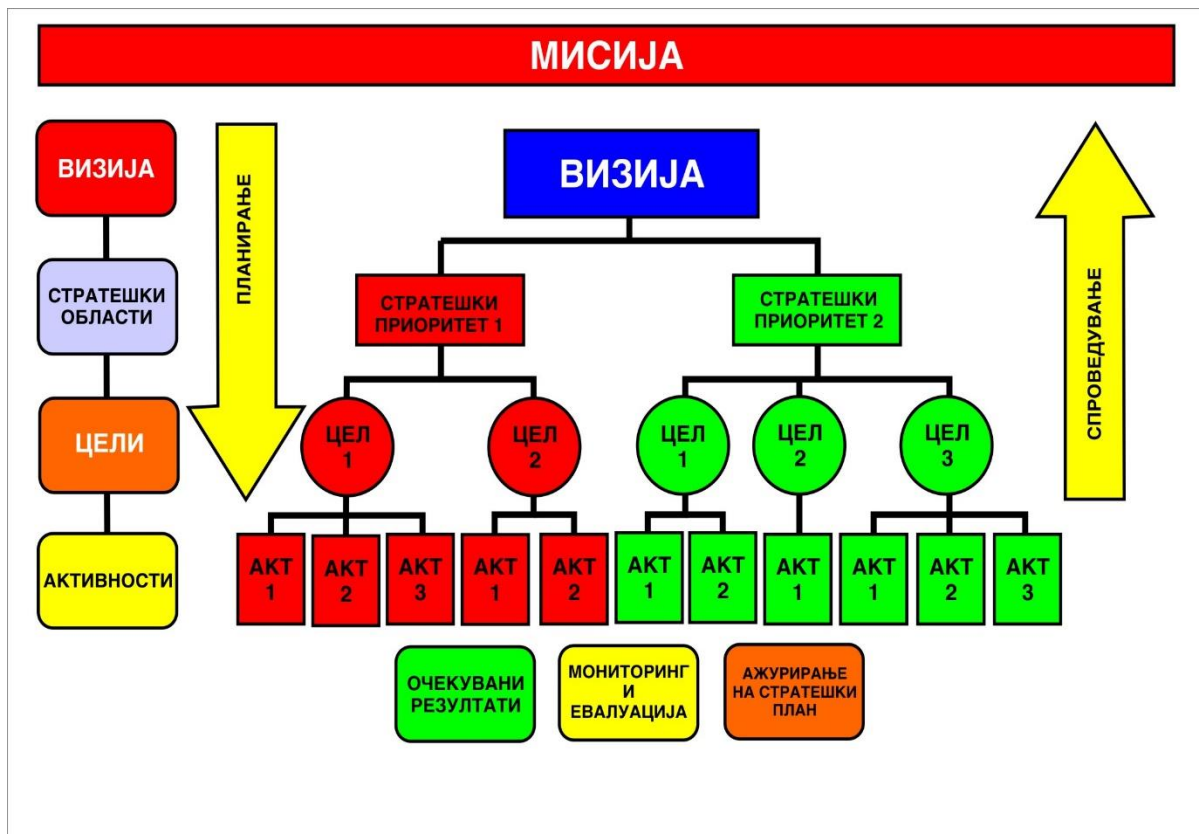 МИСИЈА
ВИЗИЈА
СТРАТЕШКИ
ОБЛАСТИ
ЦЕЛИ
АКТИВНОСТИ
ПЛАНИРАЊЕ
ВИЗИЈА
СТРАТЕШКИ
ПРИОРИТЕТ 1
СТРАТЕШКИ
ПРИОРИТЕТ 2
ЦЕЛ
1
ЦЕЛ
2
ЦЕЛ
1
ЦЕЛ
2
ЦЕЛ
3
АКТ
1
АКТ
2
АКТ
3
АКТ
1
АКТ
2
АКТ
1
АКТ
2
АКТ
1
АКТ
1
АКТ
2
АКТ
3
СПРОВЕДУВАЊЕ
ОЧЕКУВАНИ
РЕЗУЛТАТИ
МОНИТОРИНГ
И
ЕВАЛУАЦИЈА
АЖУРИРАЊЕ
НА СТРАТЕШКИ
ПЛАН